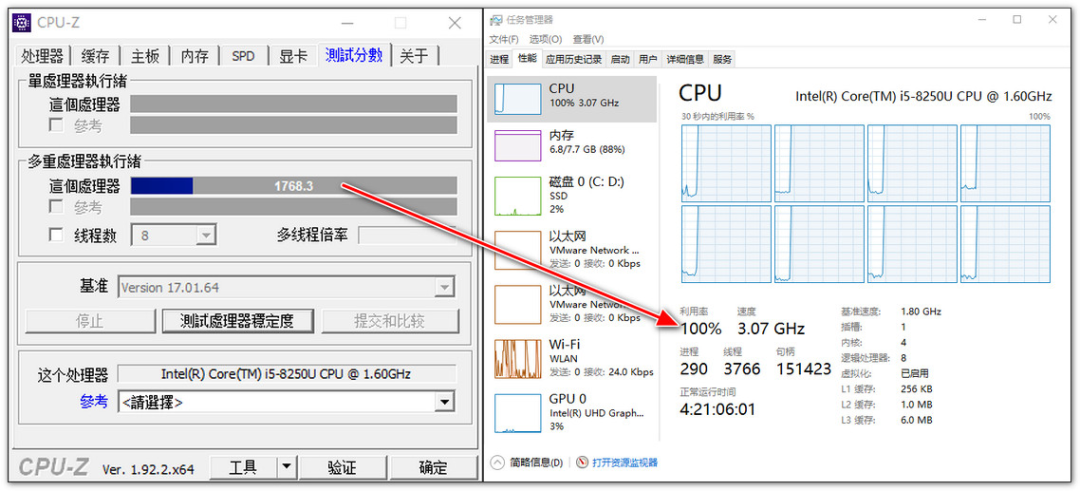 CPU-Z
处理器 缓存 主板 内存 SPD 显卡 測試分數 关于
單處理器執行緒
這個處理器
參考
多重處理器執行緒
這個處理器 1768.3
參考
线程数 8 多线程倍率
基准 Version 17.01.64
停止 測試處理器穩定度 提交和比较
这个处理器 Intel(R) Core(TM) i5-8250U CPU @ 1.60GHz
參考 <請選擇>
CPU-Z Ver. 1.92.2.x64 工具 验证 确定
任务管理器
文件(F) 选项(O) 查看(V)
进程 性能 应用历史记录 启动 用户 详细信息 服务
CPU
100% 3.07 GHz
内存
6.8/7.7 GB (88%)
磁盘 0 (C: D:)
SSD
2%
以太网
VMware Network ...
发送: 0 接收: 0 Kbps
以太网
VMware Netwo
发送: 0 接收: 0 Kbps
Wi-Fi
WLAN
发送: 0 接收: 24.0 Kbps
GPU 0
Intel(R) UHD Graph...
3%
CPU Intel(R) Core(TM) i5-8250U CPU @ 1.60GHz
30 秒内的利用率 % 100%
利用率 速度
100% 3.07 GHz
进程 线程 句柄
290 3766 151423
正常运行时间
4:21:06:01
基准速度: 1.80 GHz
插槽: 1
内核: 4
逻辑处理器: 8
虚拟化: 已启用
L1 缓存: 256 KB
L2 缓存: 1.0 MB
L3 缓存: 6.0 MB
简略信息(D) 打开资源监视器